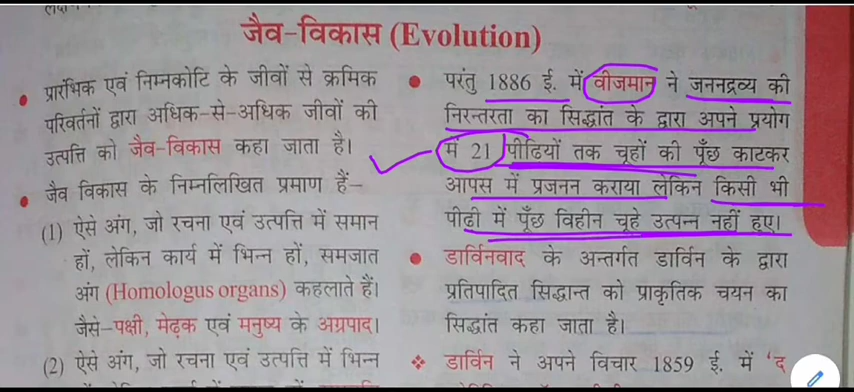 जैव-विकास (Evolution)
प्रारंभिक एवं निम्नकोटि के जीवों से क्रमिक
परिवर्तनों द्वारा अधिक-से-अधिक जीवों की
उत्पत्ति को जैव-विकास कहा जाता है।
जैव विकास के निम्नलिखित प्रमाण हैं–
(1) ऐसे अंग, जो रचना एवं उत्पत्ति में समान
हों, लेकिन कार्य में भिन्न हों, समजात
अंग (Homologus organs) कहलाते हैं।
जैसे-पक्षी, मेढ़क एवं मनुष्य के अग्रपाद।
(2) ऐसे अंग, जो रचना एवं उत्पत्ति में भिन्न
परंतु 1886 ई. में वीजमान ने जननद्रव्य की
निरन्तरता का सिद्धांत के द्वारा अपने प्रयोग
में 21 पीढियों तक चूहों की पूँछ काटकर
आपस में प्रजनन कराया लेकिन किसी भी
पीढी में पूँछ विहीन चूहे उत्पन्न नहीं हुए।
डार्विनवाद के अन्तर्गत डार्विन के द्वारा
प्रतिपादित सिद्धान्त को प्राकृतिक चयन का
सिद्धांत कहा जाता है।
डार्विन ने अपने विचार 1859 ई. में 'द